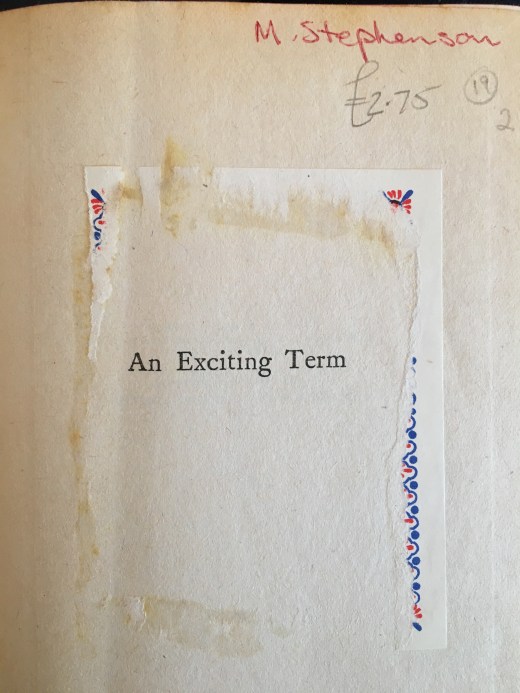 M. Stephenson
£2.75
19
2
An Exciting Term